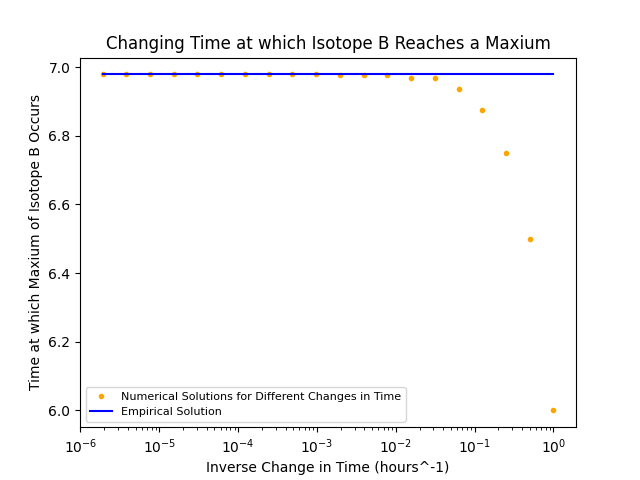 Changing Time at which Isotope B Reaches a Maxium
Time at which Maxium of Isotope B Occurs
7.0
6.8
6.6
6.4
6.2
6.0
Numerical Solutions for Different Changes in Time
Empirical Solution
10⁻⁶ 10⁻⁵ 10⁻⁴ 10⁻³ 10⁻² 10⁻¹ 10⁰
Inverse Change in Time (hours^-1)